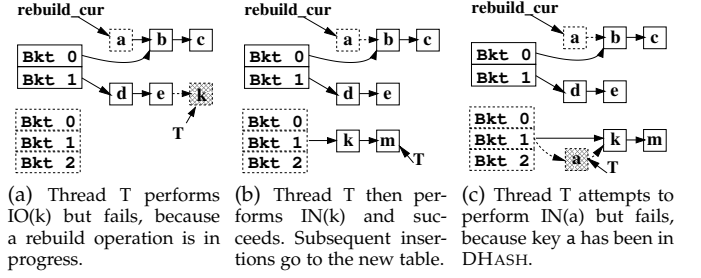 rebuild_cur
a b c
Bkt 0
Bkt 1
d e k
T
Bkt 0
Bkt 1
Bkt 2
(a) Thread T performs
IO(k) but fails, because
a rebuild operation is in
progress.
rebuild_cur
a b c
Bkt 0
Bkt 1
d e
Bkt 0
Bkt 1
Bkt 2
k m
T
(b) Thread T then per-
forms IN(k) and suc-
ceeds. Subsequent inser-
tions go to the new table.
rebuild_cur
a b c
Bkt 0
Bkt 1
d e
Bkt 0
Bkt 1
Bkt 2
k m
a
T
(c) Thread T attempts to
perform IN(a) but fails,
because key a has been in
DHASH.